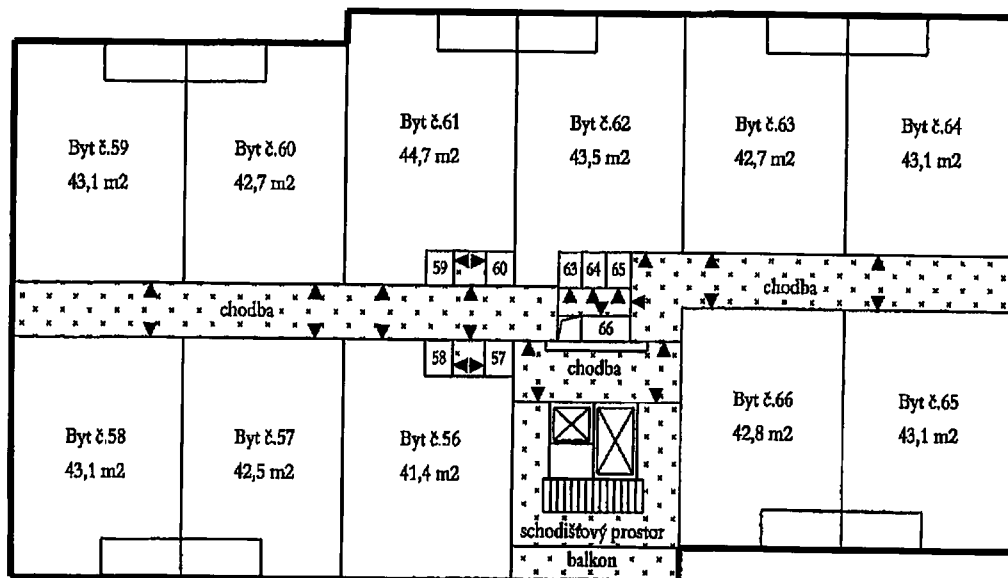 Byt č.59
43,1 m2
Byt č.60
42,7 m2
Byt č.61
44,7 m2
Byt č.62
43,5 m2
Byt č.63
42,7 m2
Byt č.64
43,1 m2
59
60
63
64
65
chodba
chodba
66
58
57
chodba
Byt č.58
43,1 m2
Byt č.57
42,5 m2
Byt č.56
41,4 m2
Byt č.66
42,8 m2
Byt č.65
43,1 m2
schodišťový prostor
balkon